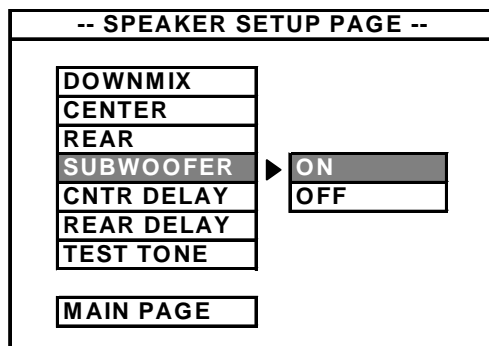 -- SPEAKER SETUP PAGE --
DOWNMIX
CENTER
REAR
SUBWOOFER ON
CNTR DELAY OFF
REAR DELAY
TEST TONE
MAIN PAGE